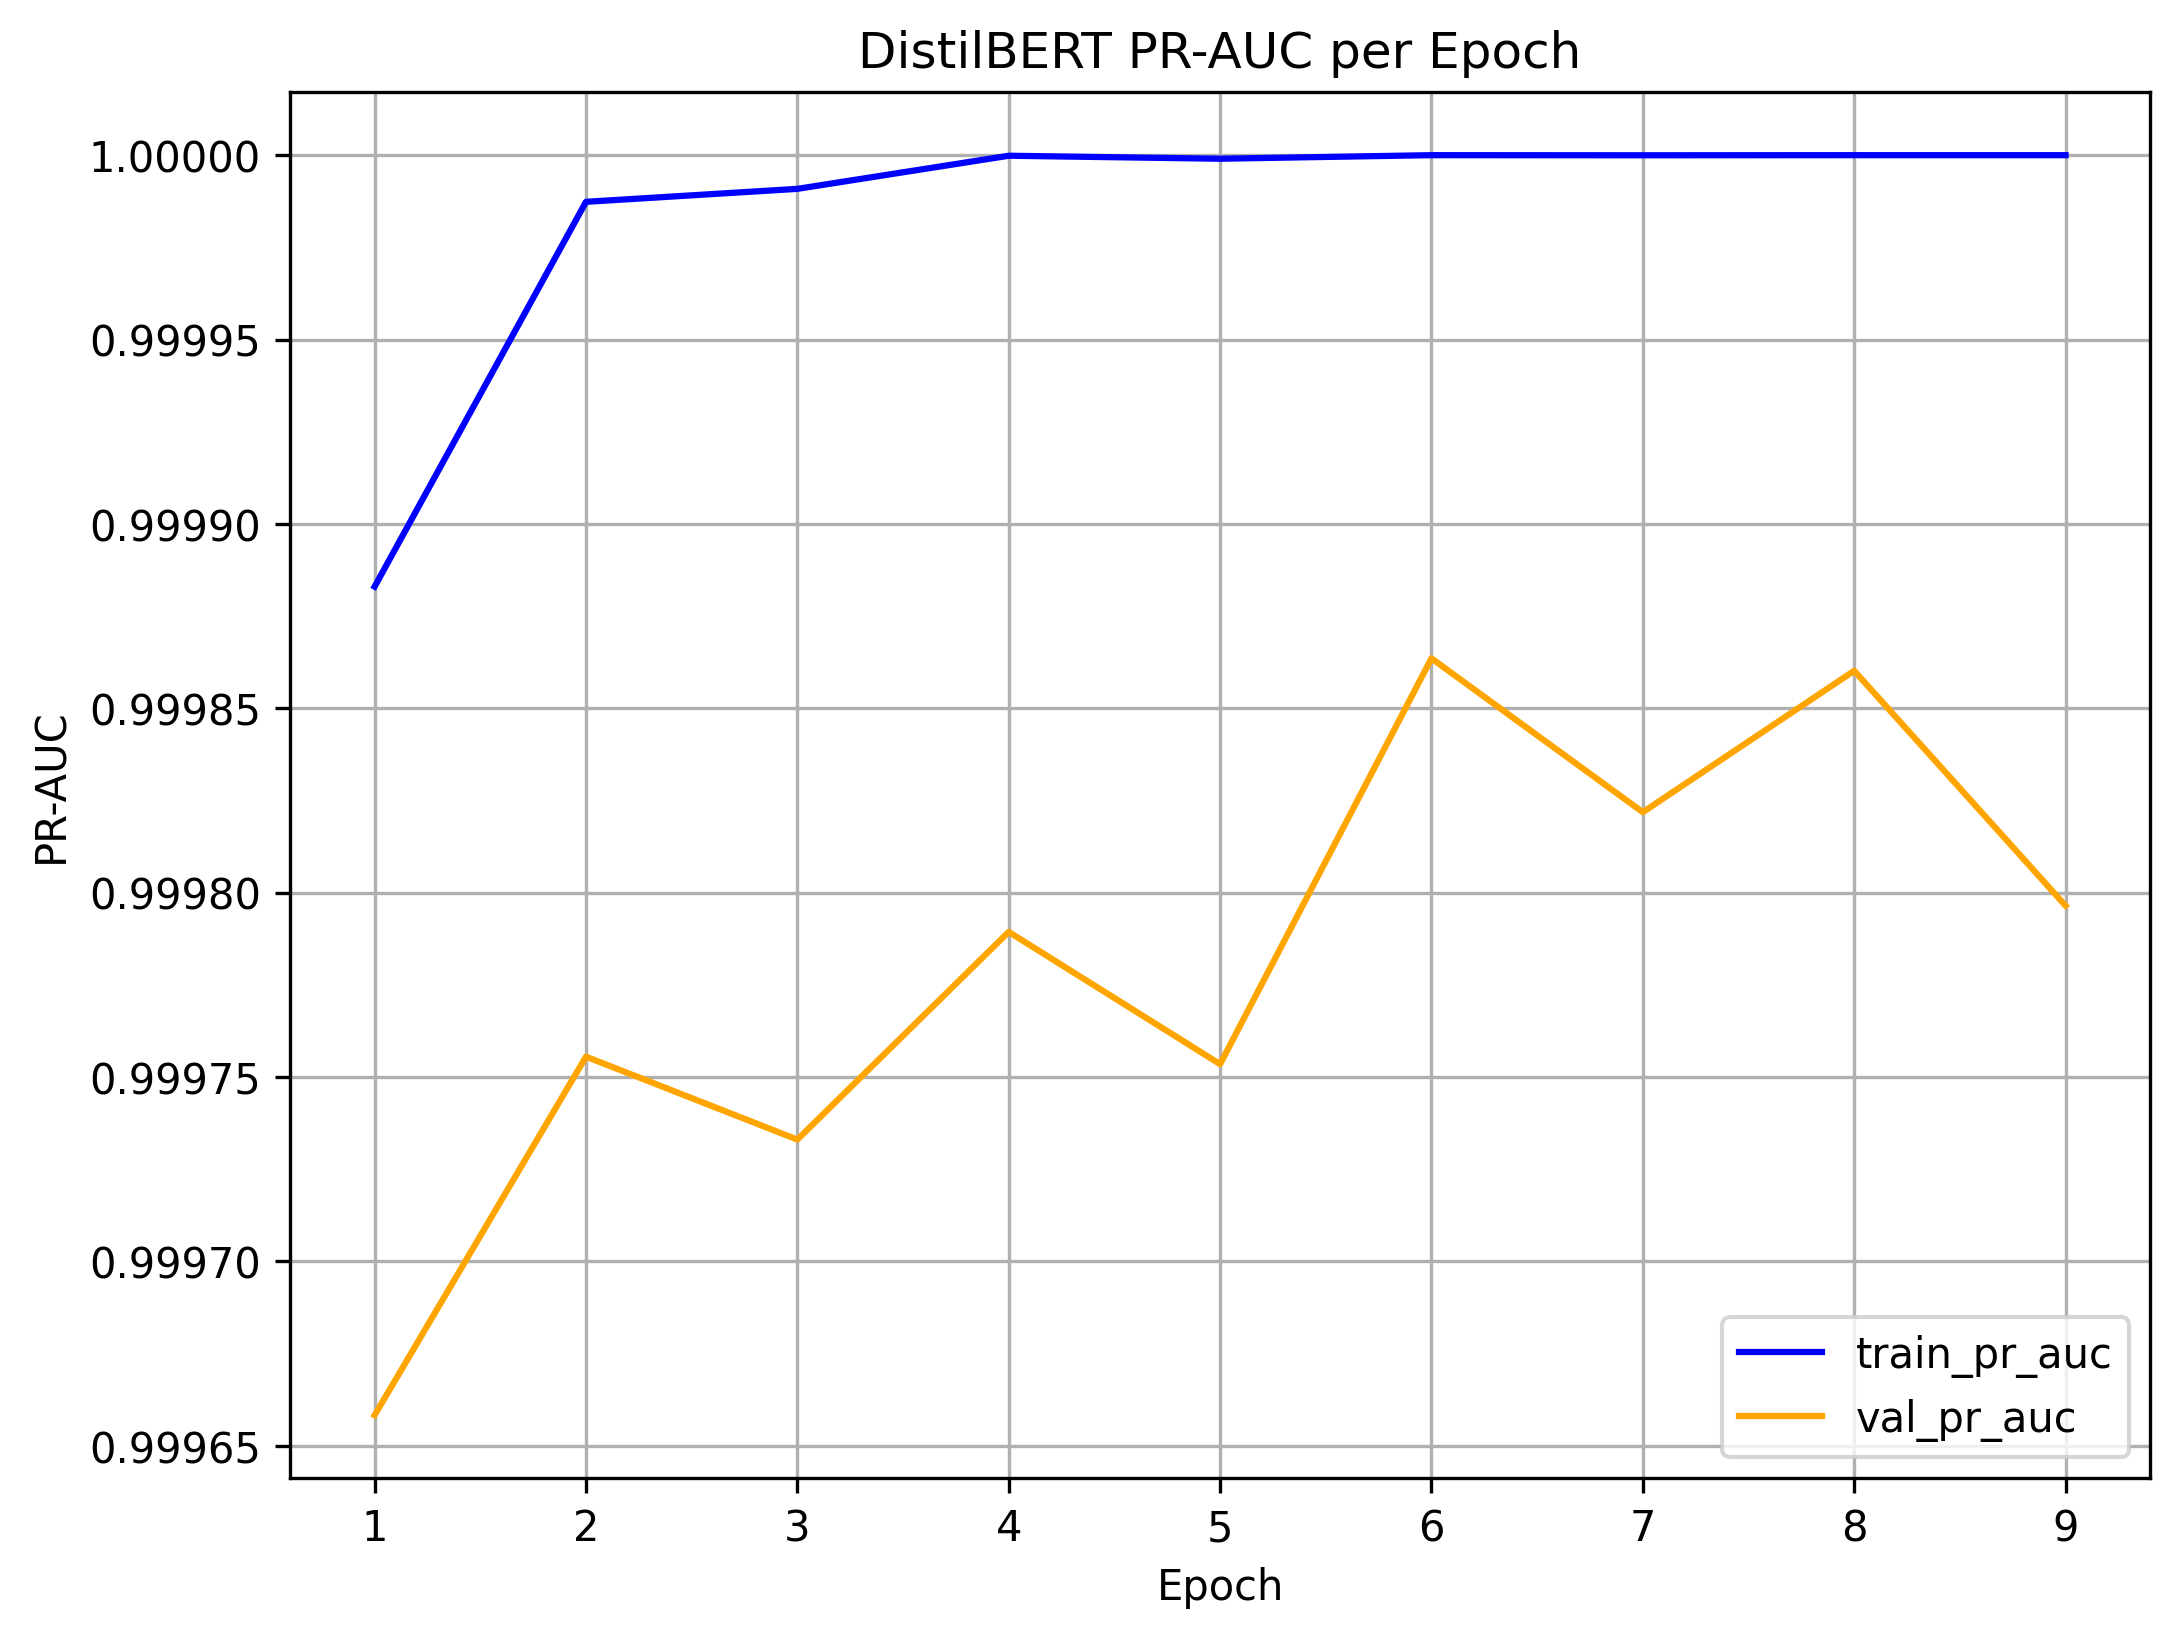 DistilBERT PR-AUC per Epoch
PR-AUC
1.00000
0.99995
0.99990
0.99985
0.99980
0.99975
0.99970
0.99965
1 2 3 4 5 6 7 8 9
Epoch
train_pr_auc
val_pr_auc